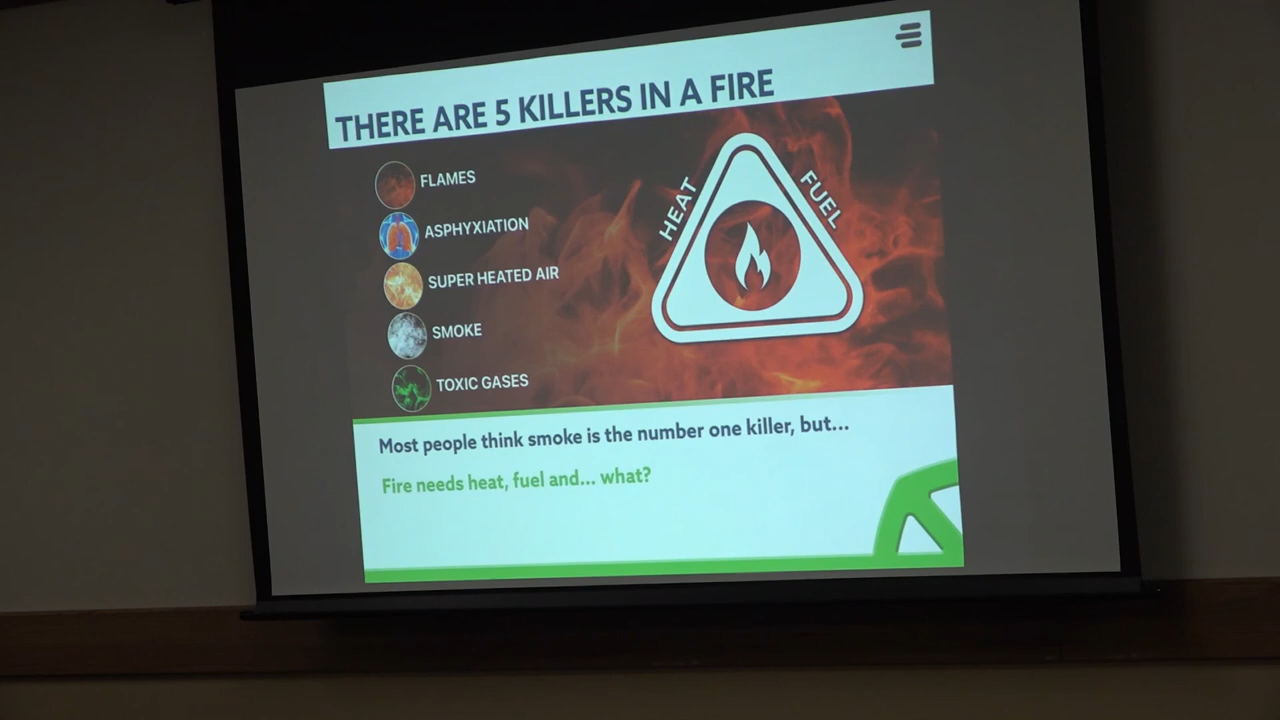 THERE ARE 5 KILLERS IN A FIRE
FLAMES
ASPHYXIATION
SUPER HEATED AIR
SMOKE
TOXIC GASES
HEAT
FUEL
Most people think smoke is the number one killer, but...
Fire needs heat, fuel and... what?